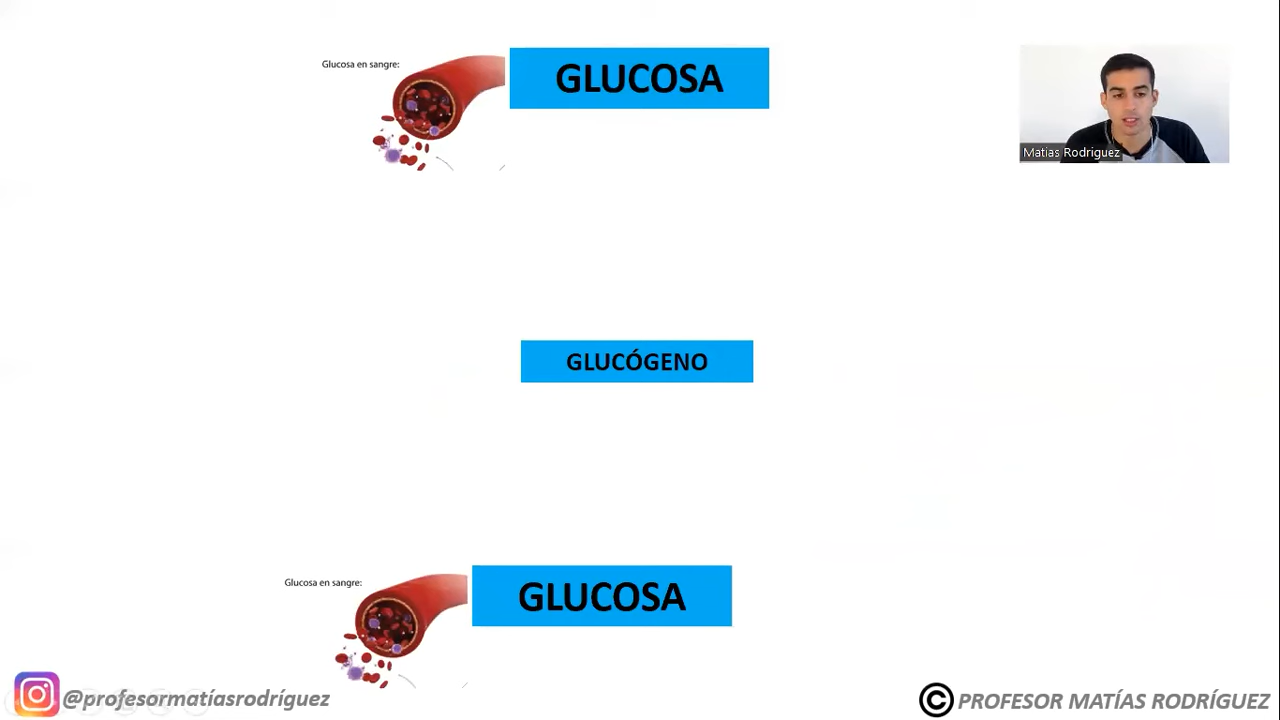 Glucosa en sangre:
GLUCOSA
Matias Rodriguez
GLUCÓGENO
Glucosa en sangre:
GLUCOSA
@profesormatíasrodríguez
© PROFESOR MATÍAS RODRÍGUEZ